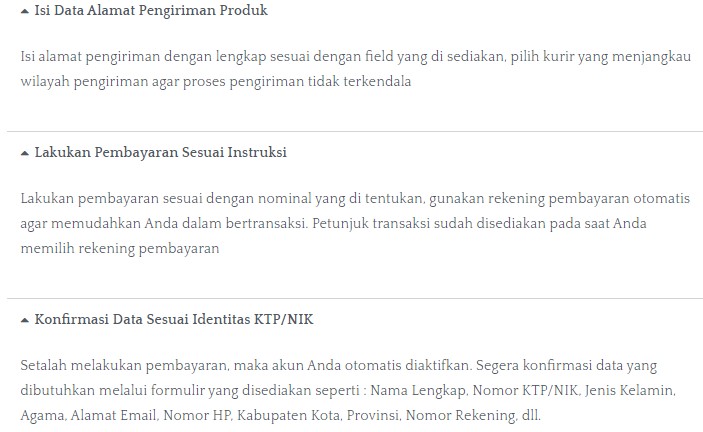 Isi Data Alamat Pengiriman Produk
Isi alamat pengiriman dengan lengkap sesuai dengan field yang di sediakan, pilih kurir yang menjangkau
wilayah pengiriman agar proses pengiriman tidak terkendala
Lakukan Pembayaran Sesuai Instruksi
Lakukan pembayaran sesuai dengan nominal yang di tentukan, gunakan rekening pembayaran otomatis
agar memudahkan Anda dalam bertransaksi. Petunjuk transaksi sudah disediakan pada saat Anda
memilih rekening pembayaran
Konfirmasi Data Sesuai Identitas KTP/NIK
Setalah melakukan pembayaran, maka akun Anda otomatis diaktifkan. Segera konfirmasi data yang
dibutuhkan melalui formulir yang disediakan seperti : Nama Lengkap, Nomor KTP/NIK, Jenis Kelamin,
Agama, Alamat Email, Nomor HP, Kabupaten Kota, Provinsi, Nomor Rekening, dll.